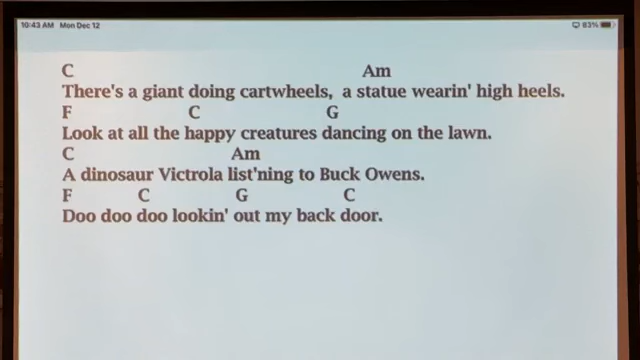 10:43 AM Mon Dec 12
83%
C Am
There's a giant doing cartwheels, a statue wearin' high heels.
F C G
Look at all the happy creatures dancing on the lawn.
C Am
A dinosaur Victrola list'ning to Buck Owens.
F C G C
Doo doo doo lookin' out my back door.